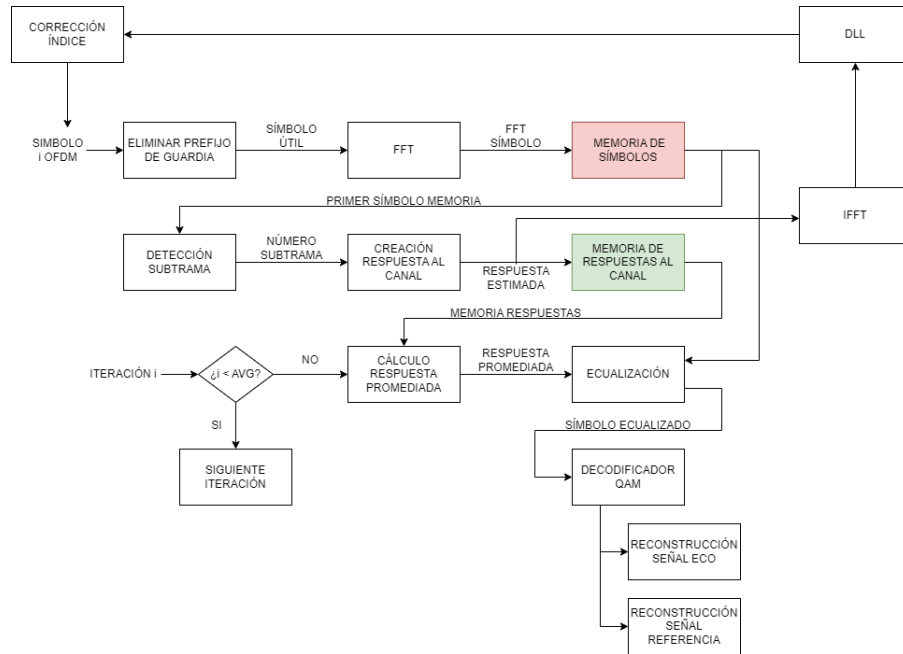 CORRECCIÓN
ÍNDICE
DLL
SIMBOLO
i OFDM
ELIMINAR PREFIJO
DE GUARDIA
SÍMBOLO
ÚTIL
FFT
FFT
SÍMBOLO
MEMORIA DE
SÍMBOLOS
PRIMER SÍMBOLO MEMORIA
IFFT
DETECCIÓN
SUBTRAMA
NÚMERO
SUBTRAMA
CREACIÓN
RESPUESTA AL
CANAL
RESPUESTA
ESTIMADA
MEMORIA DE
RESPUESTAS AL
CANAL
MEMORIA RESPUESTAS
ITERACIÓN i
¿i < AVG?
NO
CÁLCULO
RESPUESTA
PROMEDIADA
RESPUESTA
PROMEDIADA
ECUALIZACIÓN
SI
SÍMBOLO ECUALIZADO
SIGUIENTE
ITERACIÓN
DECODIFICADOR
QAM
RECONSTRUCCIÓN
SEÑAL ECO
RECONSTRUCCIÓN
SEÑAL
REFERENCIA